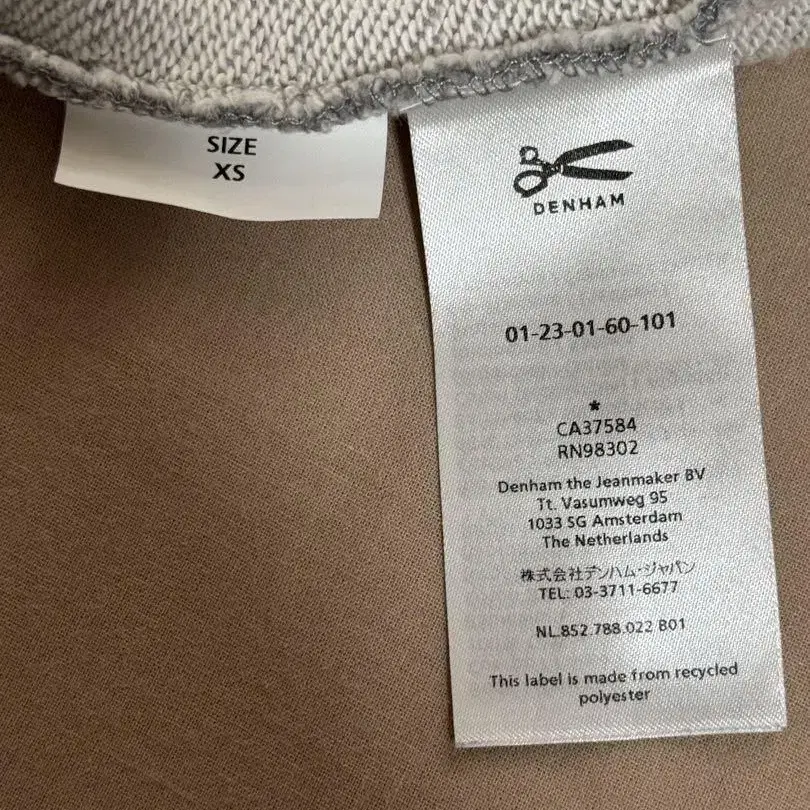 SIZE
XS
DENHAM
01-23-01-60-101
*
CA37584
RN98302
Denham the Jeanmaker BV
Tt. Vasumweg 95
1033 SG Amsterdam
The Netherlands
株式会社デンハム・ジャパン
TEL: 03-3711-6677
NL.852.788.022 B01
This label is made from recycled
polyester